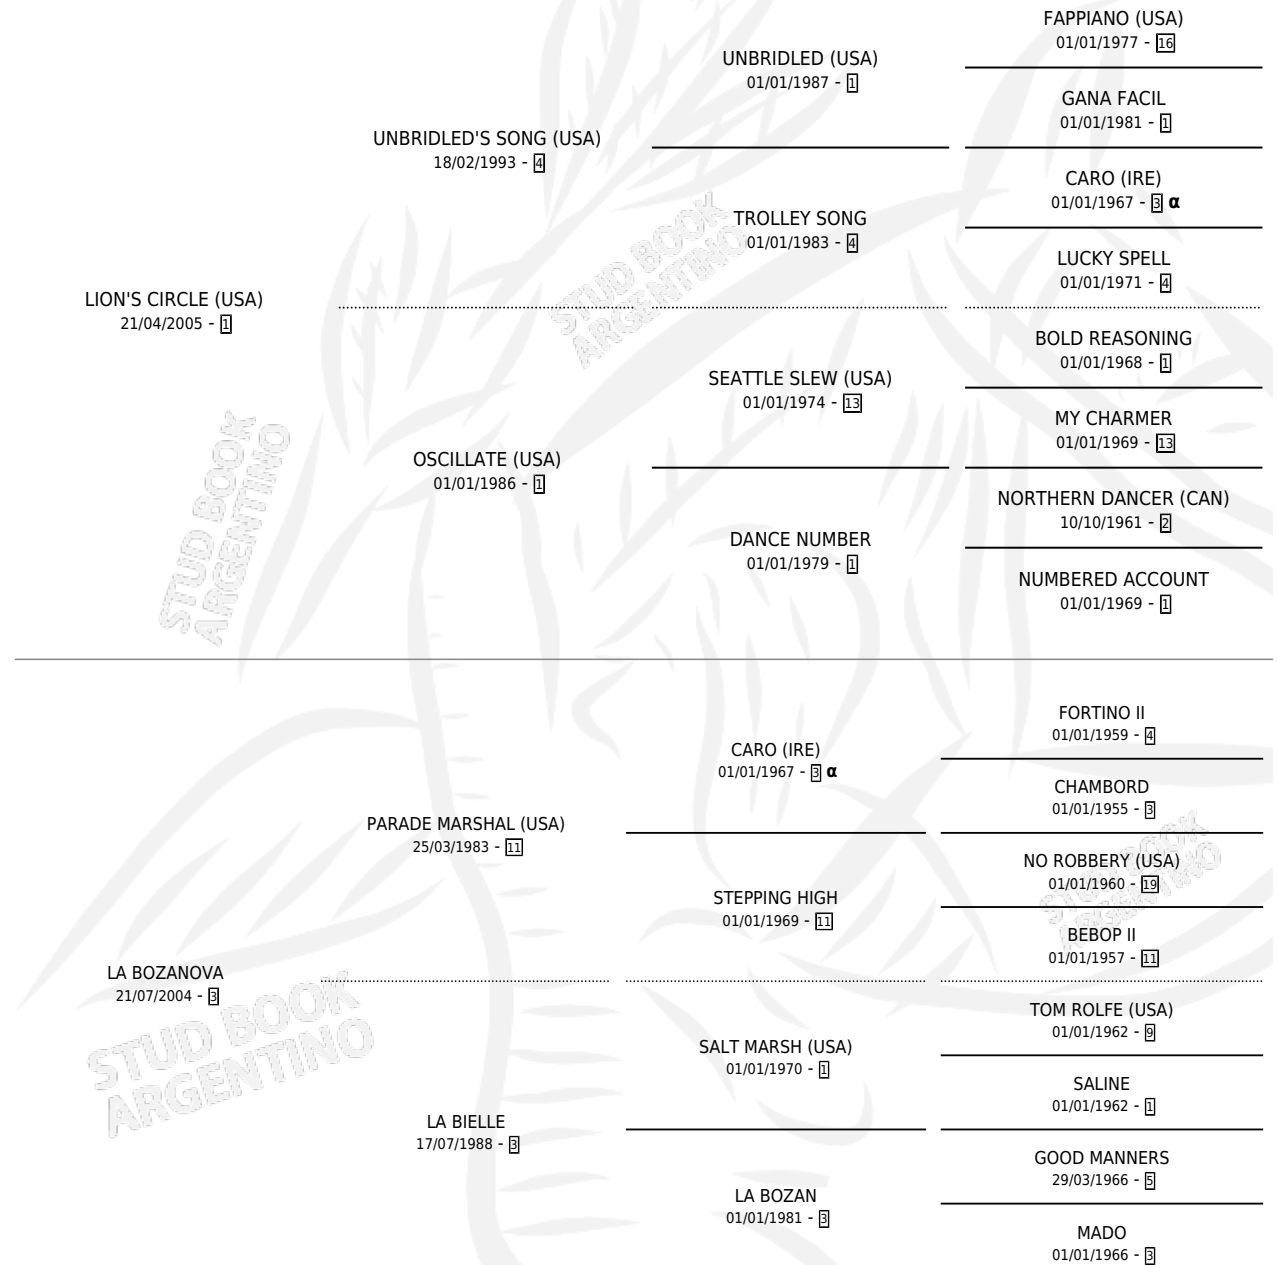 FAPPIANO (USA)
01/01/1977 - 16
UNBRIDLED (USA)
01/01/1987 - 1
GANA FACIL
01/01/1981 - 1
UNBRIDLED'S SONG (USA)
18/02/1993 - 4
CARO (IRE)
01/01/1967 - 3 α
TROLLEY SONG
01/01/1983 - 4
LUCKY SPELL
01/01/1971 - 4
LION'S CIRCLE (USA)
21/04/2005 - 1
BOLD REASONING
01/01/1968 - 1
SEATTLE SLEW (USA)
01/01/1974 - 13
MY CHARMER
01/01/1969 - 13
OSCILLATE (USA)
01/01/1986 - 1
NORTHERN DANCER (CAN)
10/10/1961 - 2
DANCE NUMBER
01/01/1979 - 1
NUMBERED ACCOUNT
01/01/1969 - 1
STUD BOOK
ARGENTINO
STUD BOOK
ARGENTINO
FORTINO II
01/01/1959 - 4
CARO (IRE)
01/01/1967 - 3 α
CHAMBORD
01/01/1955 - 3
PARADE MARSHAL (USA)
25/03/1983 - 11
NO ROBBERY (USA)
01/01/1960 - 19
STEPPING HIGH
01/01/1969 - 11
BEBOP II
01/01/1957 - 11
LA BOZANOVA
21/07/2004 - 3
TOM ROLFE (USA)
01/01/1962 - 9
SALT MARSH (USA)
01/01/1970 - 1
SALINE
01/01/1962 - 1
LA BIELLE
17/07/1988 - 3
GOOD MANNERS
29/03/1966 - 5
LA BOZAN
01/01/1981 - 3
MADO
01/01/1966 - 3
STUD BOOK
ARGENTINO
STUD BOOK
ARGENTINO